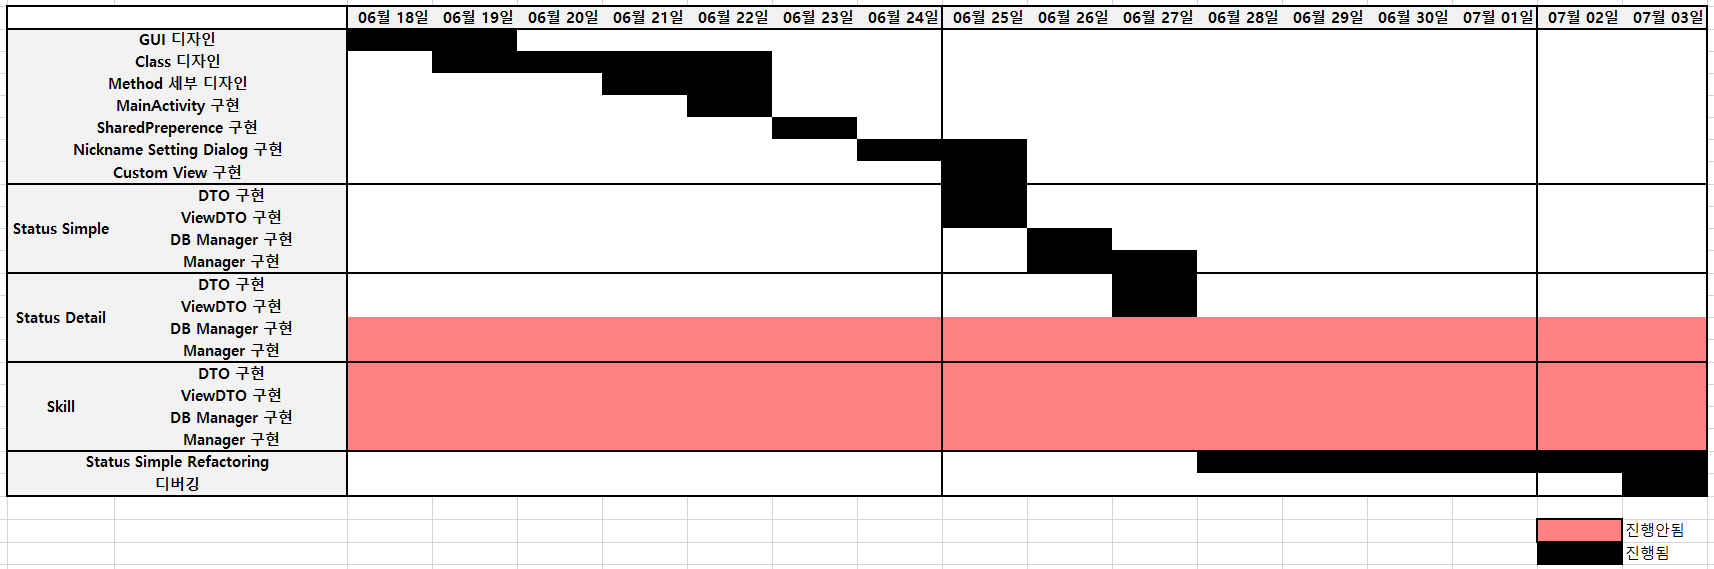 06월 18일 06월 19일 06월 20일 06월 21일 06월 22일 06월 23일 06월 24일 06월 25일 06월 26일 06월 27일 06월 28일 06월 29일 06월 30일 07월 01일 07월 02일 07월 03일
GUI 디자인
Class 디자인
Method 세부 디자인
MainActivity 구현
SharedPreperence 구현
Nickname Setting Dialog 구현
Custom View 구현
Status Simple
DTO 구현
ViewDTO 구현
DB Manager 구현
Manager 구현
Status Detail
DTO 구현
ViewDTO 구현
DB Manager 구현
Manager 구현
Skill
DTO 구현
ViewDTO 구현
DB Manager 구현
Manager 구현
Status Simple Refactoring
디버깅
진행안됨
진행됨